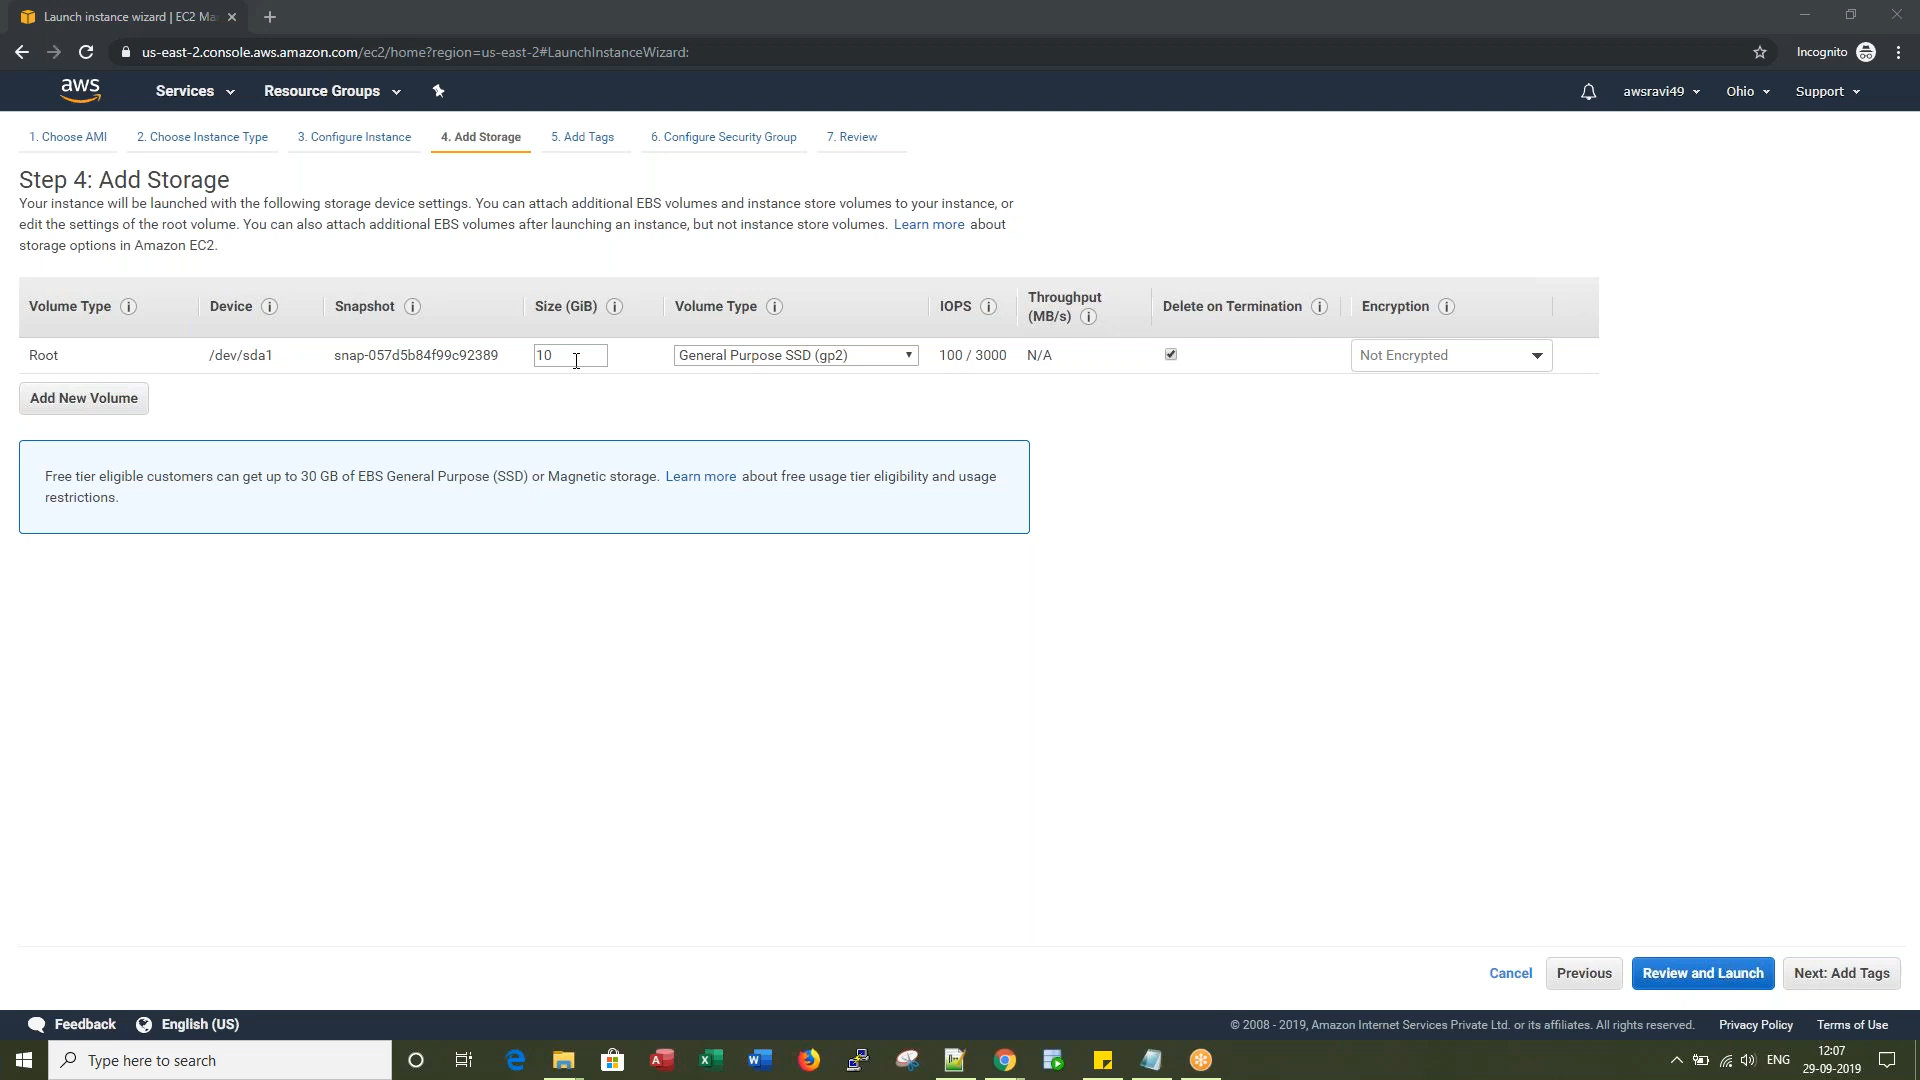 Launch instance wizard | EC2 Ma
us-east-2.console.aws.amazon.com/ec2/home?region=us-east-2#LaunchInstanceWizard:
Incognito
aws
Services
Resource Groups
awsravi49
Ohio
Support
1. Choose AMI
2. Choose Instance Type
3. Configure Instance
4. Add Storage
5. Add Tags
6. Configure Security Group
7. Review
Step 4: Add Storage
Your instance will be launched with the following storage device settings. You can attach additional EBS volumes and instance store volumes to your instance, or
edit the settings of the root volume. You can also attach additional EBS volumes after launching an instance, but not instance store volumes. Learn more about
storage options in Amazon EC2.
Volume Type
Device
Snapshot
Size (GiB)
Volume Type
IOPS
Throughput
(MB/s)
Delete on Termination
Encryption
Root
/dev/sda1
snap-057d5b84f99c92389
10
General Purpose SSD (gp2)
100 / 3000
N/A
Not Encrypted
Add New Volume
Free tier eligible customers can get up to 30 GB of EBS General Purpose (SSD) or Magnetic storage. Learn more about free usage tier eligibility and usage
restrictions.
Cancel
Previous
Review and Launch
Next: Add Tags
Feedback
English (US)
© 2008 - 2019, Amazon Internet Services Private Ltd. or its affiliates. All rights reserved.
Privacy Policy
Terms of Use
Type here to search
ENG
12:07
29-09-2019